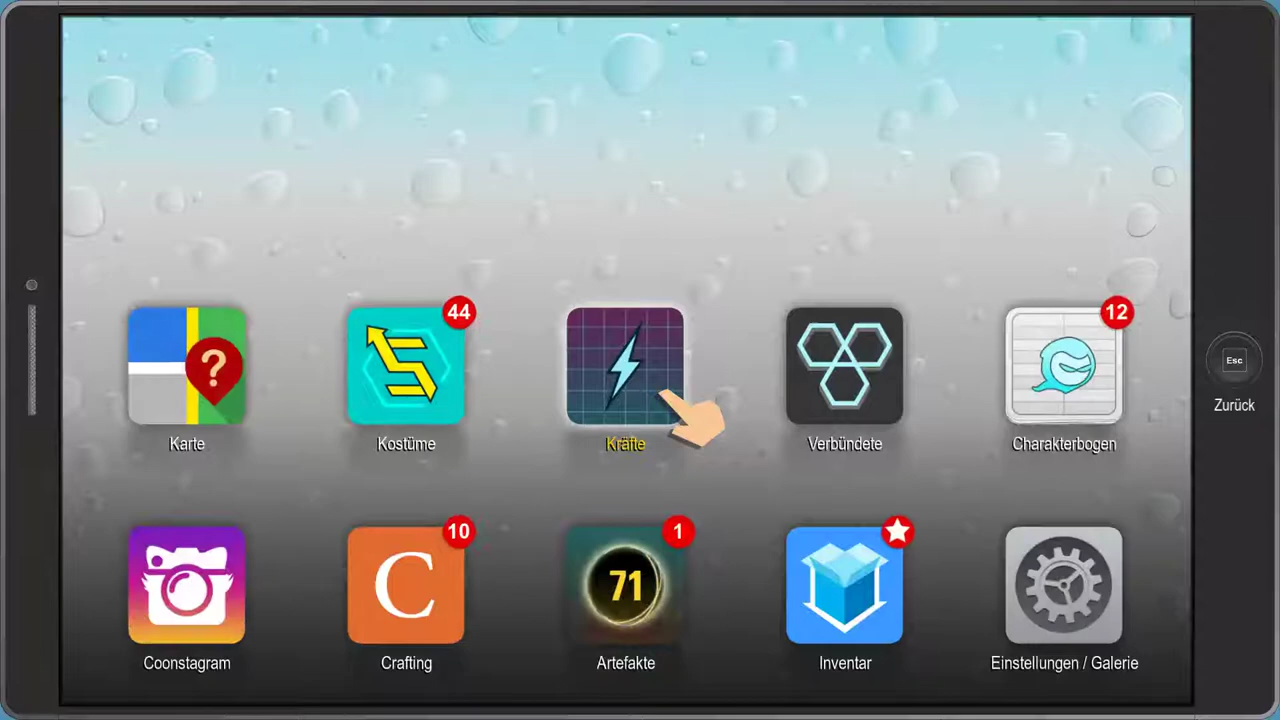 44
12
?
Esc
Karte
Kostüme
Kräfte
Verbündete
Charakterbogen
Zurück
10
1
C
71
Coonstagram
Crafting
Artefakte
Inventar
Einstellungen / Galerie